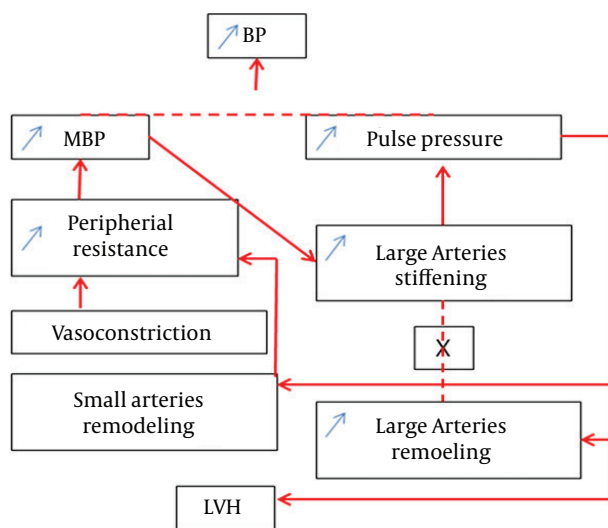 BP
MBP
Pulse pressure
Peripherial
resistance
Large Arteries
stiffening
Vasoconstriction
X
Small arteries
remodeling
Large Arteries
remoeling
LVH